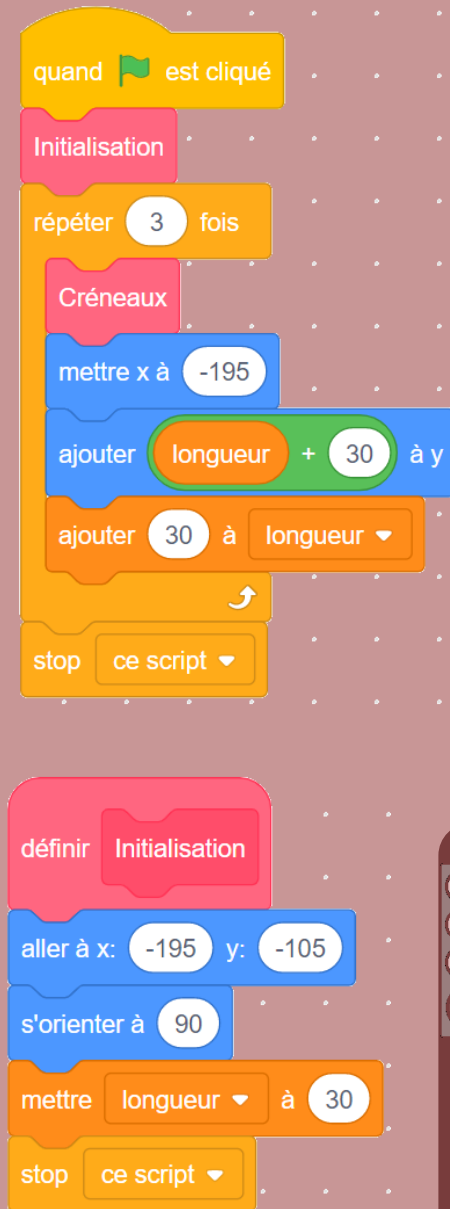 quand est cliqué
Initialisation
répéter 3 fois
Créneaux
mettre x à -195
ajouter longueur + 30 à y
ajouter 30 à longueur
stop ce script
définir Initialisation
aller à x: -195 y: -105
s'orienter à 90
mettre longueur à 30
stop ce script